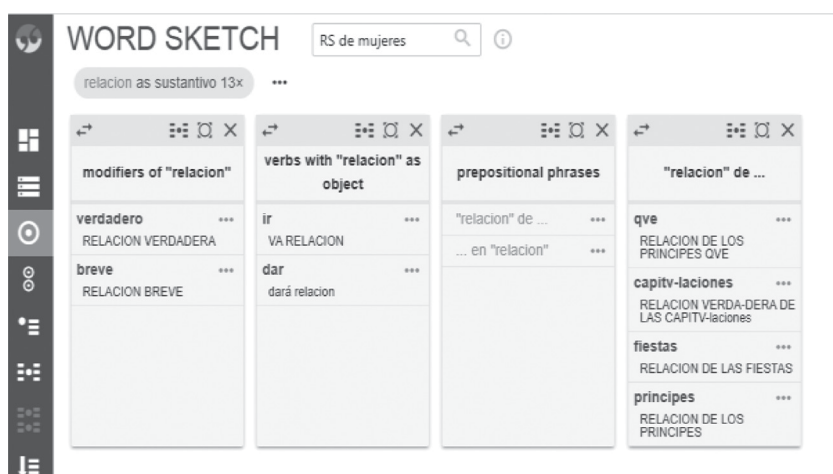 WORD SKETCH
RS de mujeres
relacion as sustantivo 13×
modifiers of "relacion"
verdadero
RELACION VERDADERA
breve
RELACION BREVE
verbs with "relacion" as
object
ir
VA RELACION
dar
dará relacion
prepositional phrases
"relacion" de ...
... en "relacion"
"relacion" de ...
qve
RELACION DE LOS
PRINCIPES QVE
capitv-laciones
RELACION VERDA-DERA DE
LAS CAPITV-laciones
fiestas
RELACION DE LAS FIESTAS
principes
RELACION DE LOS
PRINCIPES